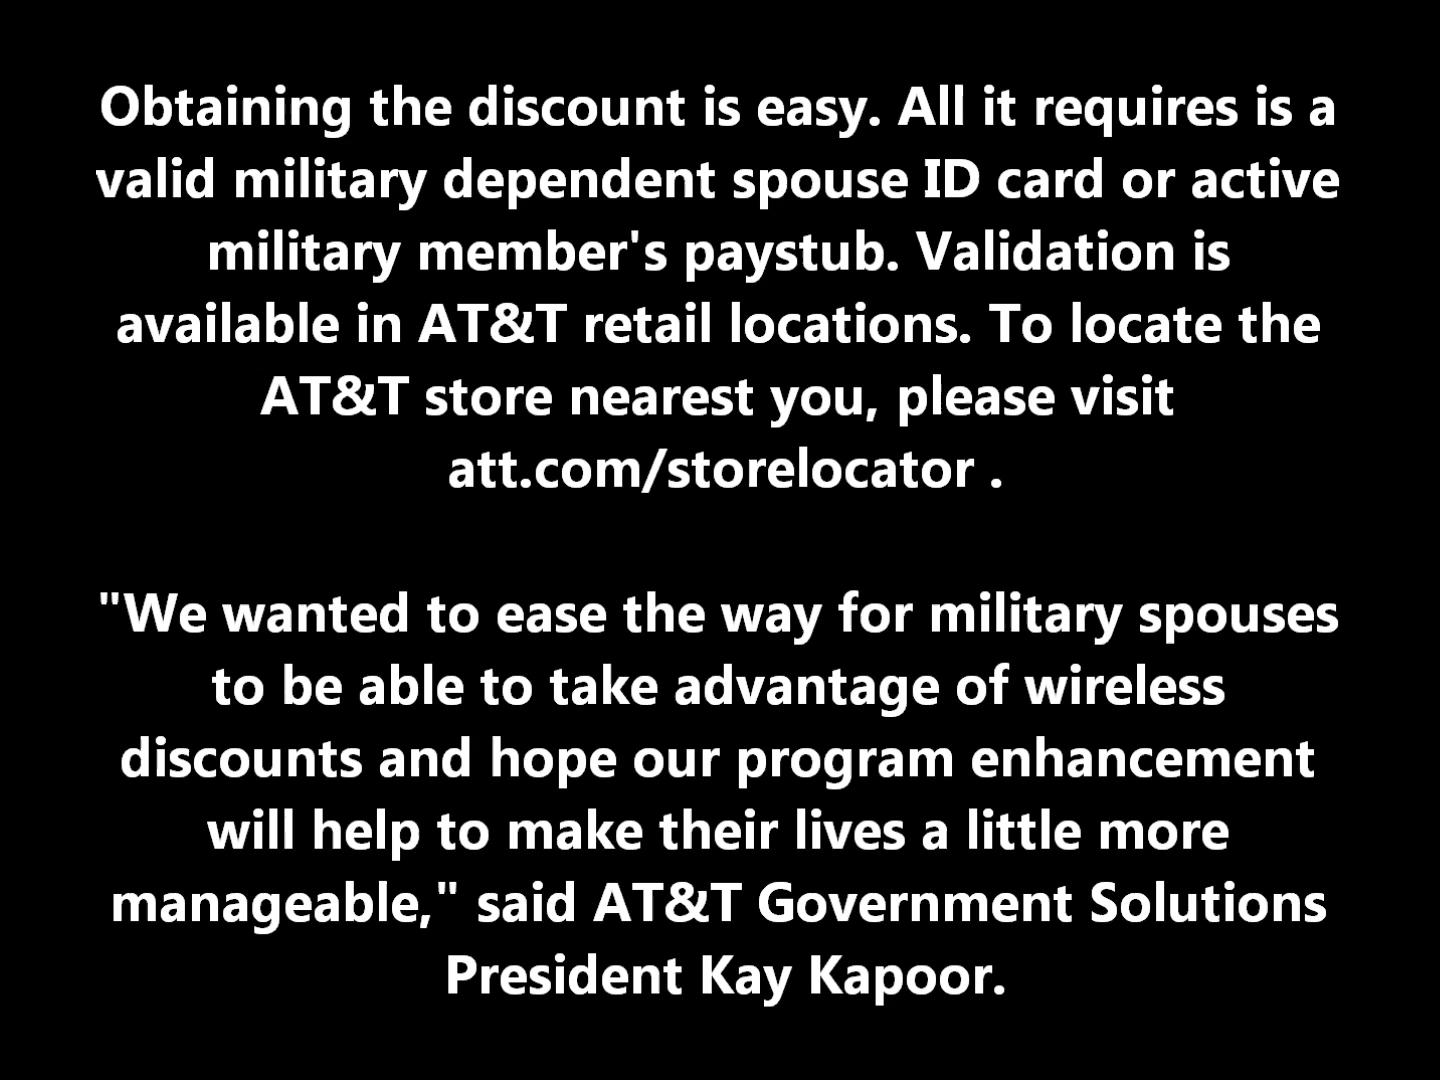 Obtaining the discount is easy. All it requires is a
valid military dependent spouse ID card or active
military member's paystub. Validation is
available in AT&T retail locations. To locate the
AT&T store nearest you, please visit
att.com/storelocator .
"We wanted to ease the way for military spouses
to be able to take advantage of wireless
discounts and hope our program enhancement
will help to make their lives a little more
manageable," said AT&T Government Solutions
President Kay Kapoor.